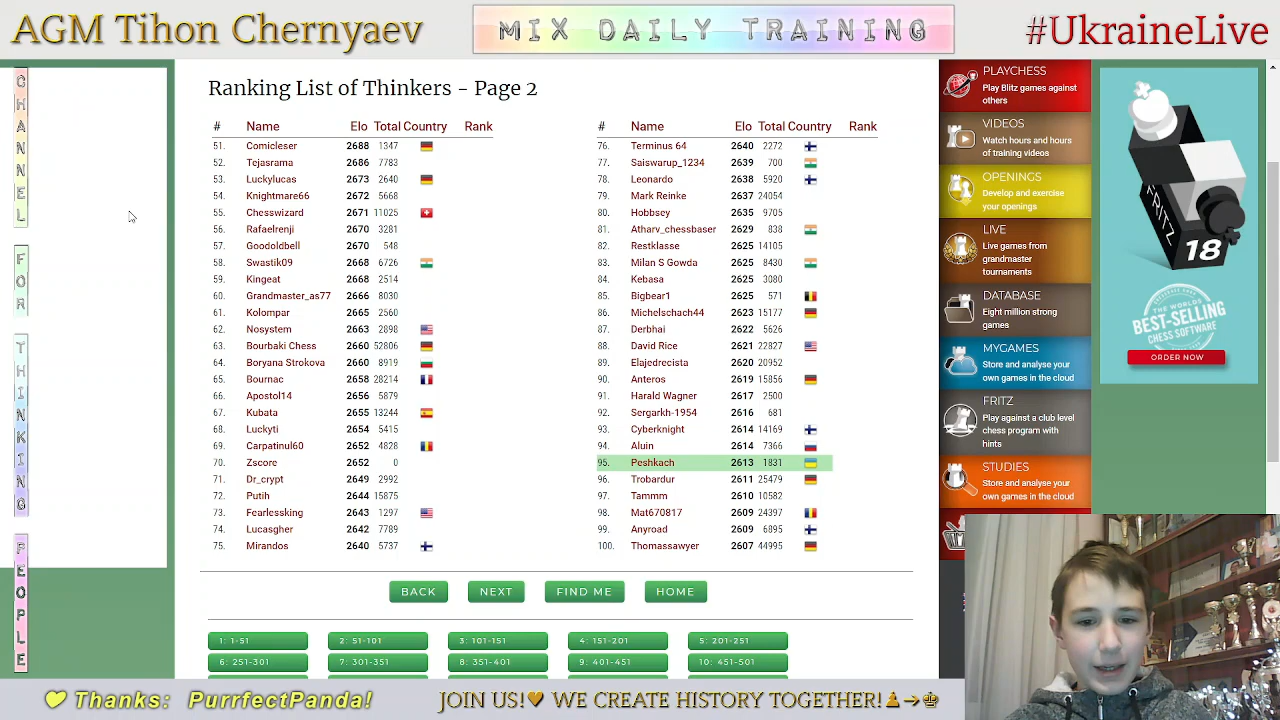 AGM Tihon Chernyaev
MIX DAILY TRAINING
#UkraineLive
CHANNEL
FOR
THINKING
PEOPLE
Ranking List of Thinkers - Page 2
# Name Elo Total Country Rank
51. Comicleser 2688 1347
52. Tejasrama 2686 7783
53. Luckylucas 2673 2640
54. Knightmare66 2672 5668
55. Chesswizard 2671 11025
56. Rafaelrenji 2670 3281
57. Goodoldbell 2670 548
58. Swastik09 2668 6726
59. Kingeat 2668 2514
60. Grandmaster_as77 2666 8030
61. Kolompar 2665 2560
62. Nosystem 2663 2898
63. Bourbaki Chess 2660 52806
64. Boryana Strokova 2660 8919
65. Bournac 2658 28214
66. Apostol14 2656 5879
67. Kubata 2655 13244
68. Luckyti 2654 5415
69. Carpatinul60 2652 4828
70. Zscore 2652 0
71. Dr_crypt 2649 2992
72. Putih 2644 15875
73. Fearlessking 2643 1297
74. Lucasgher 2642 7789
75. Mirandos 2640 5737
# Name Elo Total Country Rank
76. Terminus 64 2640 2272
77. Saiswarup_1234 2639 700
78. Leonardo 2638 5920
79. Mark Reinke 2637 24054
80. Hobbsey 2635 9705
81. Atharv_chessbaser 2629 838
82. Restklasse 2625 14105
83. Milan S Gowda 2625 8430
84. Kebasa 2625 3080
85. Bigbear1 2625 571
86. Michelschach44 2623 15177
87. Derbhai 2622 5626
88. David Rice 2621 22827
89. Elajedrecista 2620 20952
90. Anteros 2619 15856
91. Harald Wagner 2617 2500
92. Sergarkh-1954 2616 681
93. Cyberknight 2614 14169
94. Aluin 2614 7366
95. Peshkach 2613 1831
96. Trobardur 2611 25479
97. Tammm 2610 10582
98. Mat670817 2609 24397
99. Anyroad 2609 6895
100. Thomassawyer 2607 44995
BACK NEXT FIND ME HOME
1: 1-51 2: 51-101 3: 101-151 4: 151-201 5: 201-251
6: 251-301 7: 301-351 8: 351-401 9: 401-451 10: 451-501
PLAYCHESS
Play Blitz games against
others
VIDEOS
Watch hours and hours
of training videos
OPENINGS
Develop and exercise
your openings
LIVE
Live games from
grandmaster
tournaments
DATABASE
Eight million strong
games
MYGAMES
Store and analyse your
own games in the cloud
FRITZ
Play against a club level
chess program with
hints
STUDIES
Store and analyse your
own games in the cloud
FRITZ
18
THE WORLDS
BEST-SELLING
CHESS SOFTWARE
ORDER NOW
Thanks: PurrfectPanda!
JOIN US!🧡 WE CREATE HISTORY TOGETHER!♟→♚